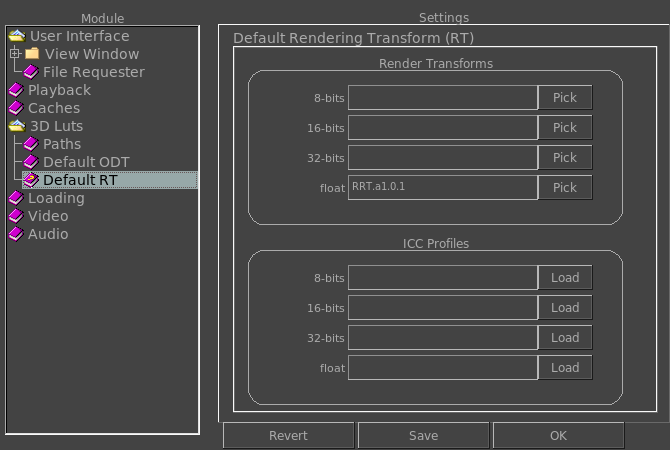 Module
User Interface
View Window
File Requester
Playback
Caches
3D Luts
Paths
Default ODT
Default RT
Loading
Video
Audio
Settings
Default Rendering Transform (RT)
Render Transforms
8-bits Pick
16-bits Pick
32-bits Pick
float RRT.a1.0.1 Pick
ICC Profiles
8-bits Load
16-bits Load
32-bits Load
float Load
Revert Save OK